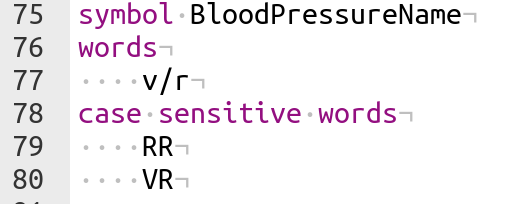 75 symbol BloodPressureName
76 words
77 v/r
78 case sensitive words
79 RR
80 VR